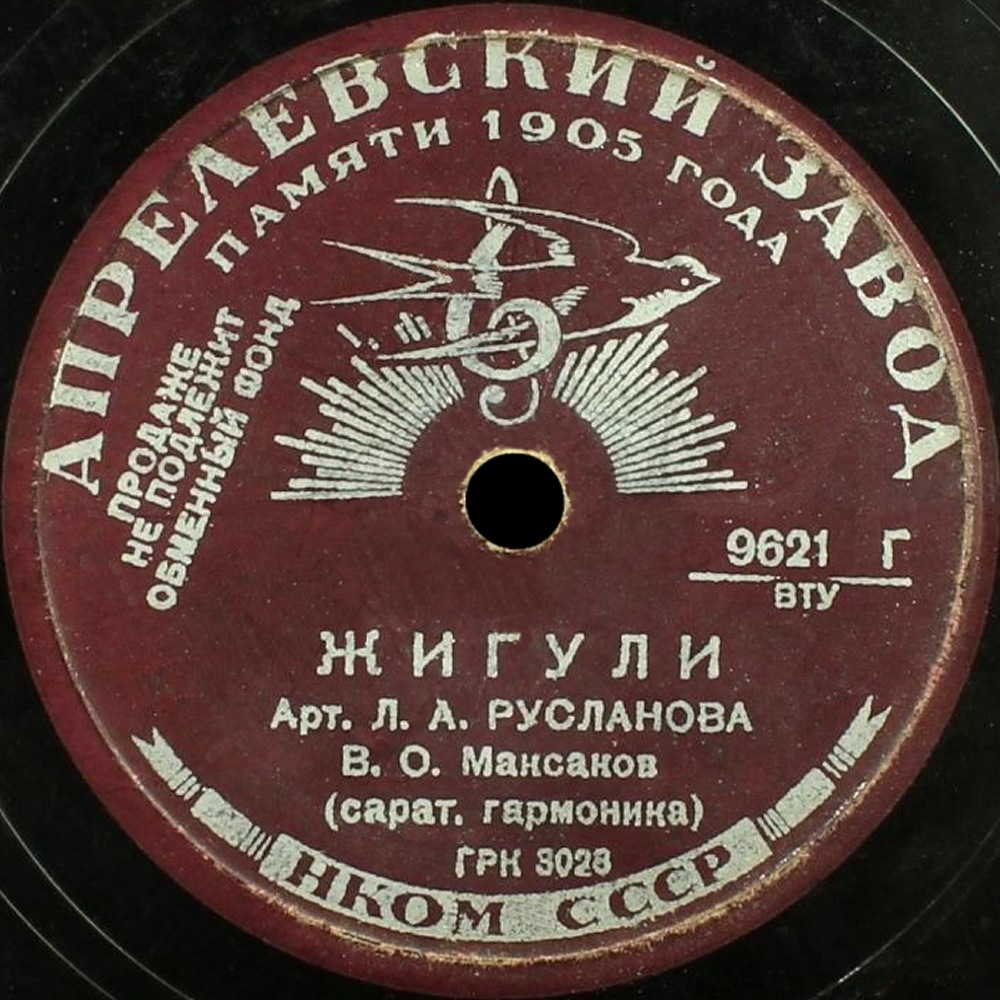 АПРЕЛЕВСКИЙ ЗАВОД
ПАМЯТИ 1905 ГОДА
ПРОДАЖЕ
НЕ ПОДЛЕЖИТ
ОБМЕННЫЙ ФОНД
9621 Г
ВТУ
ЖИГУЛИ
Арт. Л. А. РУСЛАНОВА
В. О. Максаков
(сарат. гармоника)
ГРК 3028
НКОМ СССР